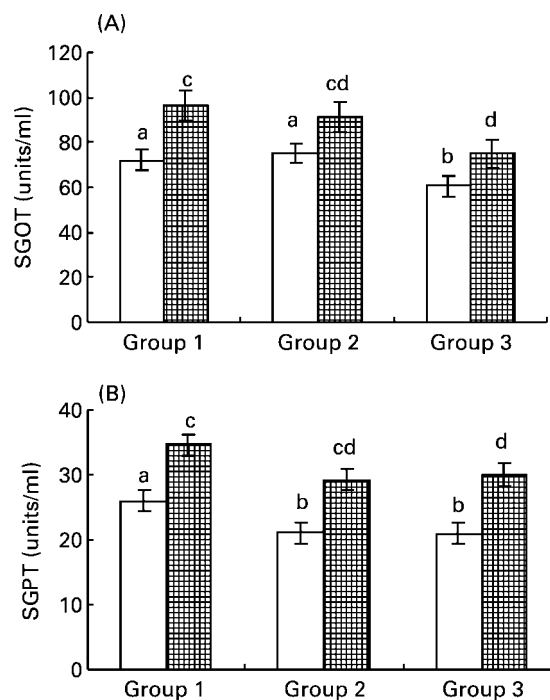 (A)
SGOT (units/ml)
120
100
80
60
40
20
0
a
c
a
cd
b
d
Group 1
Group 2
Group 3
(B)
SGPT (units/ml)
40
30
20
10
0
a
c
b
cd
b
d
Group 1
Group 2
Group 3